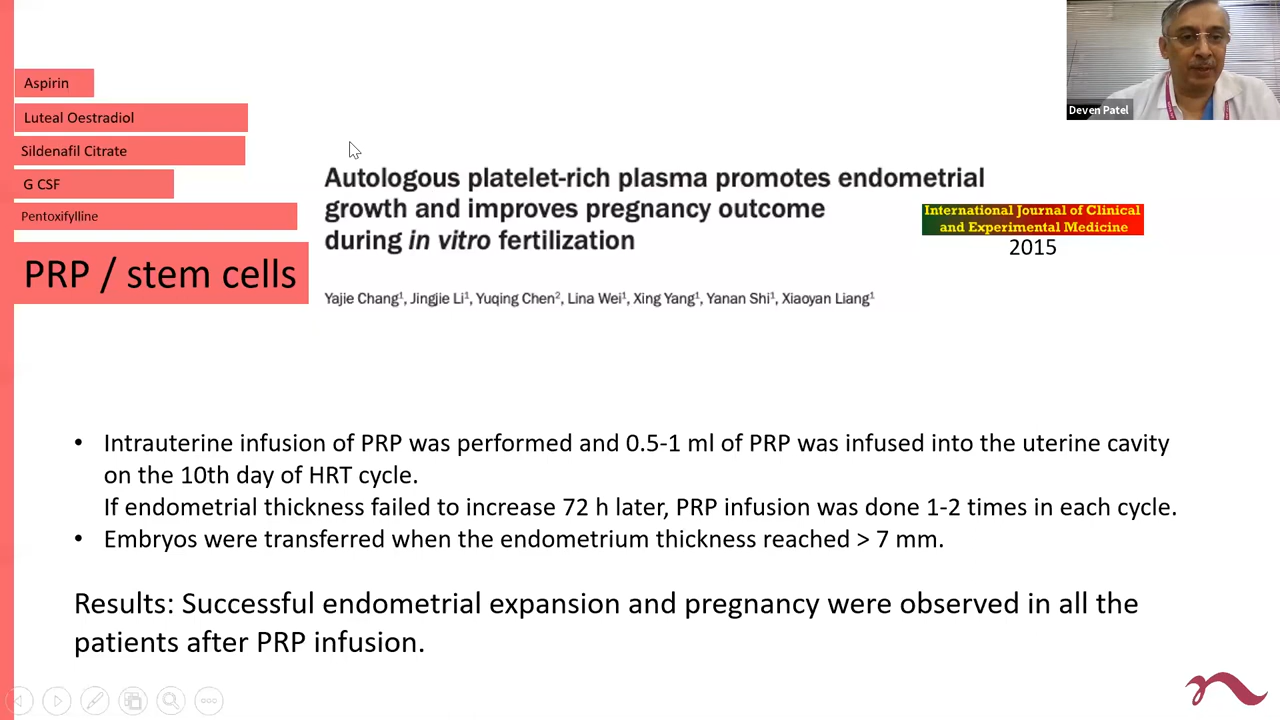 Aspirin
Luteal Oestradiol
Sildenafil Citrate
G CSF
Pentoxifylline
PRP / stem cells
Deven Patel
Autologous platelet-rich plasma promotes endometrial
growth and improves pregnancy outcome
during in vitro fertilization
International Journal of Clinical
and Experimental Medicine
2015
Yajie Chang1, Jingjie Li1, Yuqing Chen2, Lina Wei1, Xing Yang1, Yanan Shi1, Xiaoyan Liang1
• Intrauterine infusion of PRP was performed and 0.5-1 ml of PRP was infused into the uterine cavity
on the 10th day of HRT cycle.
If endometrial thickness failed to increase 72 h later, PRP infusion was done 1-2 times in each cycle.
• Embryos were transferred when the endometrium thickness reached > 7 mm.
Results: Successful endometrial expansion and pregnancy were observed in all the
patients after PRP infusion.